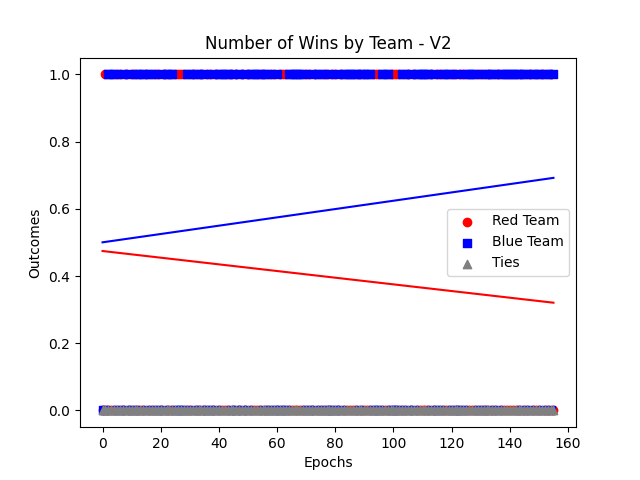 Number of Wins by Team - V2
1.0
0.8
0.6
0.4
0.2
0.0
Outcomes
Red Team
Blue Team
Ties
0 20 40 60 80 100 120 140 160
Epochs